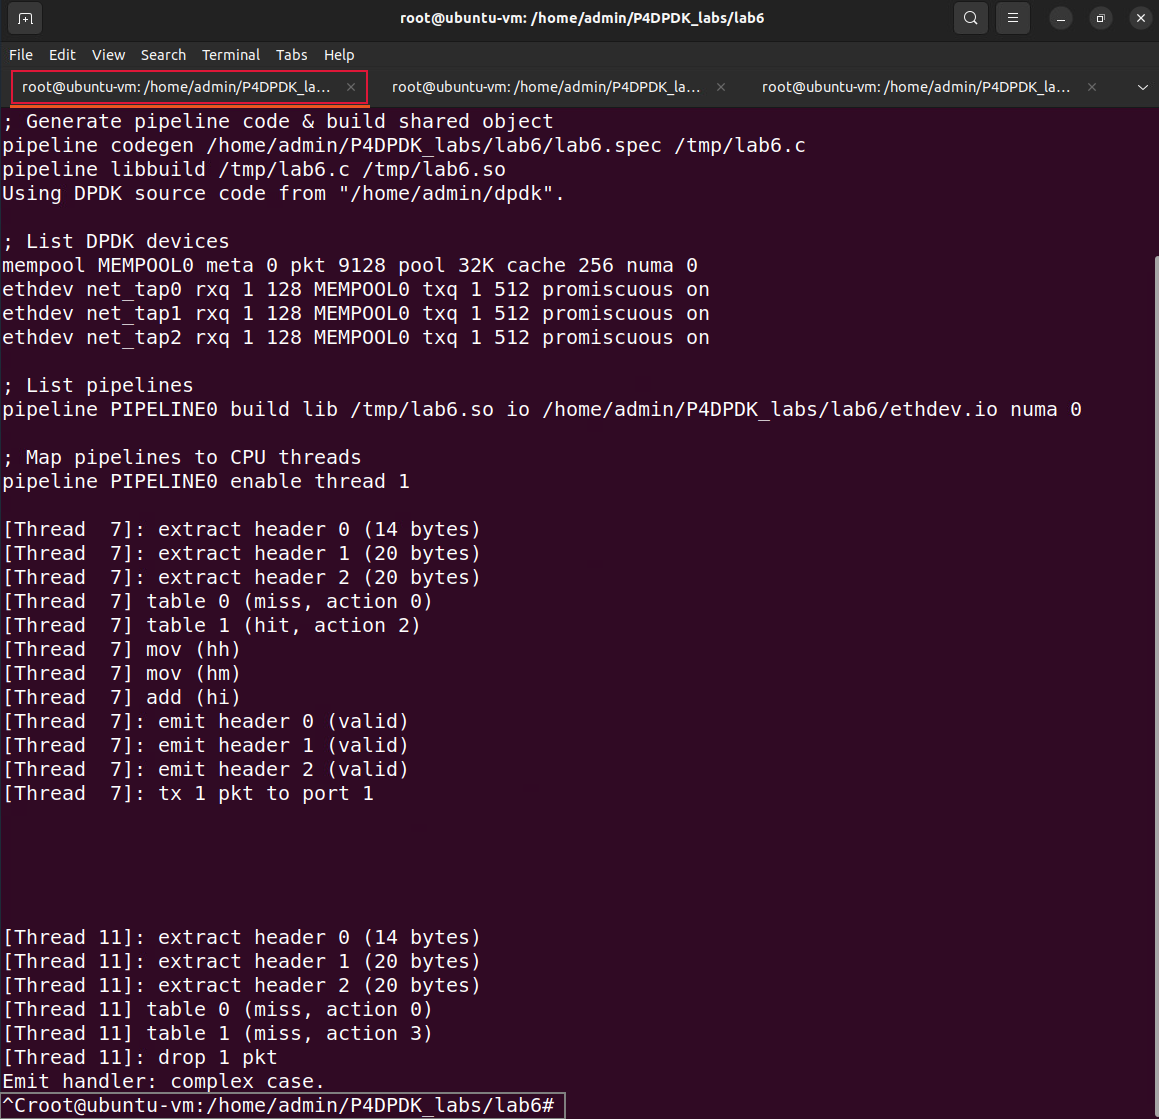 root@ubuntu-vm: /home/admin/P4DPDK_labs/lab6
File Edit View Search Terminal Tabs Help
root@ubuntu-vm: /home/admin/P4DPDK_la... × root@ubuntu-vm: /home/admin/P4DPDK_la... × root@ubuntu-vm: /home/admin/P4DPDK_la... ×
; Generate pipeline code & build shared object
pipeline codegen /home/admin/P4DPDK_labs/lab6/lab6.spec /tmp/lab6.c
pipeline libbuild /tmp/lab6.c /tmp/lab6.so
Using DPDK source code from "/home/admin/dpdk".
; List DPDK devices
mempool MEMPOOL0 meta 0 pkt 9128 pool 32K cache 256 numa 0
ethdev net_tap0 rxq 1 128 MEMPOOL0 txq 1 512 promiscuous on
ethdev net_tap1 rxq 1 128 MEMPOOL0 txq 1 512 promiscuous on
ethdev net_tap2 rxq 1 128 MEMPOOL0 txq 1 512 promiscuous on
; List pipelines
pipeline PIPELINE0 build lib /tmp/lab6.so io /home/admin/P4DPDK_labs/lab6/ethdev.io numa 0
; Map pipelines to CPU threads
pipeline PIPELINE0 enable thread 1
[Thread  7]: extract header 0 (14 bytes)
[Thread  7]: extract header 1 (20 bytes)
[Thread  7]: extract header 2 (20 bytes)
[Thread  7] table 0 (miss, action 0)
[Thread  7] table 1 (hit, action 2)
[Thread  7] mov (hh)
[Thread  7] mov (hm)
[Thread  7] add (hi)
[Thread  7]: emit header 0 (valid)
[Thread  7]: emit header 1 (valid)
[Thread  7]: emit header 2 (valid)
[Thread  7]: tx 1 pkt to port 1
[Thread 11]: extract header 0 (14 bytes)
[Thread 11]: extract header 1 (20 bytes)
[Thread 11]: extract header 2 (20 bytes)
[Thread 11] table 0 (miss, action 0)
[Thread 11] table 1 (miss, action 3)
[Thread 11]: drop 1 pkt
Emit handler: complex case.
^Croot@ubuntu-vm:/home/admin/P4DPDK_labs/lab6#